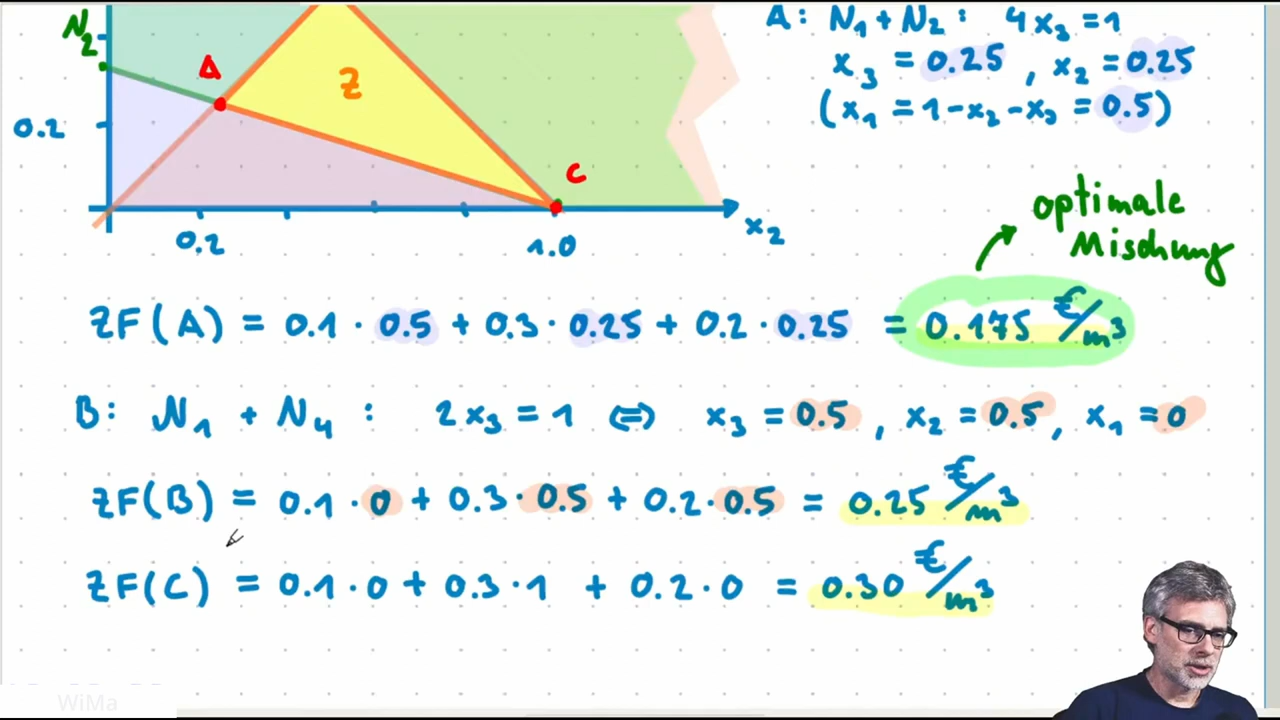 N2
A: N1 + N2 : 4x3 = 1
A
Z
x3 = 0.25 , x2 = 0.25
0.2
(x1 = 1-x2-x3 = 0.5)
C
0.2
1.0
x2
optimale
Mischung
ZF(A) = 0.1 · 0.5 + 0.3 · 0.25 + 0.2 · 0.25 = 0.175 €/m³
B: N1 + N4 : 2x3 = 1 ⇔ x3 = 0.5 , x2 = 0.5 , x1 = 0
ZF(B) = 0.1 · 0 + 0.3 · 0.5 + 0.2 · 0.5 = 0.25 €/m³
ZF(C) = 0.1 · 0 + 0.3 · 1 + 0.2 · 0 = 0.30 €/m³
WiMa